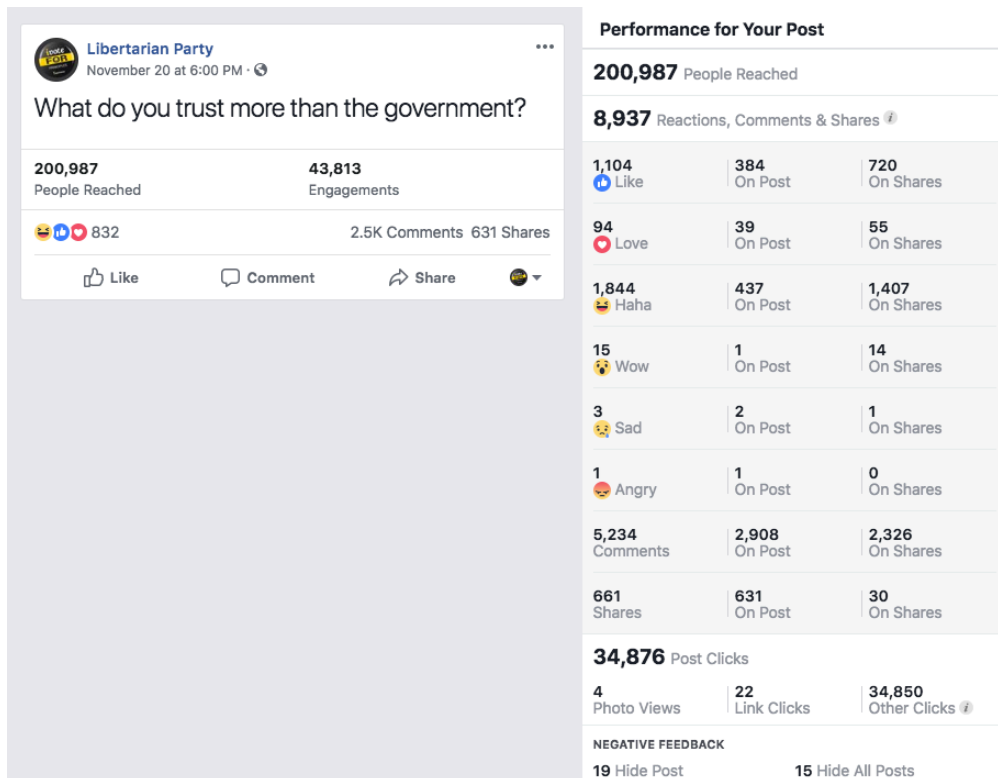 Libertarian Party
November 20 at 6:00 PM ·
What do you trust more than the government?
200,987 43,813
People Reached Engagements
832 2.5K Comments 631 Shares
Like Comment Share
Performance for Your Post
200,987 People Reached
8,937 Reactions, Comments & Shares
1,104 384 720
Like On Post On Shares
94 39 55
Love On Post On Shares
1,844 437 1,407
Haha On Post On Shares
15 1 14
Wow On Post On Shares
3 2 1
Sad On Post On Shares
1 1 0
Angry On Post On Shares
5,234 2,908 2,326
Comments On Post On Shares
661 631 30
Shares On Post On Shares
34,876 Post Clicks
4 22 34,850
Photo Views Link Clicks Other Clicks
NEGATIVE FEEDBACK
19 Hide Post 15 Hide All Posts